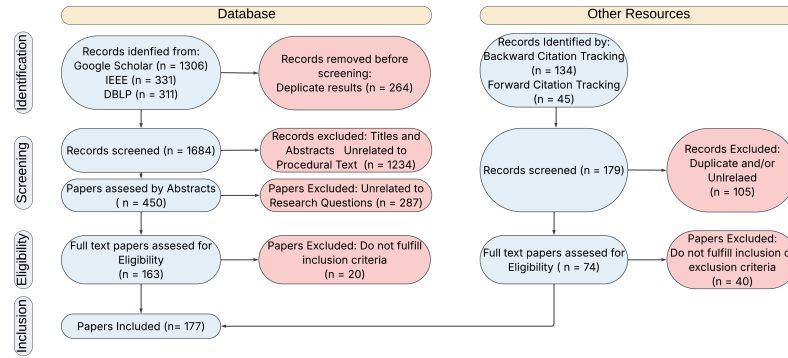 Database
Other Resources
Identification
Records idenfied from:
Google Scholar (n = 1306)
IEEE (n = 331)
DBLP (n = 311)
Records removed before
screening:
Deplicate results (n = 264)
Records Identified by:
Backward Citation Tracking
(n = 134)
Forward Citation Tracking
(n = 45)
Screening
Records screened (n = 1684)
Records excluded: Titles and
Abstracts Unrelated to
Procedural Text (n = 1234)
Papers assesed by Abstracts
( n = 450)
Papers Excluded: Unrelated to
Research Questions (n = 287)
Records screened (n = 179)
Records Excluded:
Duplicate and/or
Unlrelaed
(n = 105)
Eligibility
Full text papers assesed for
Eligibility
(n = 163)
Papers Excluded: Do not fulfill
inclusion criteria
(n = 20)
Full text papers assesed for
Eligibility ( n = 74)
Papers Excluded:
Do not fulfill inclusion
exclusion criteria
(n = 40)
Inclusion
Papers Included (n= 177)